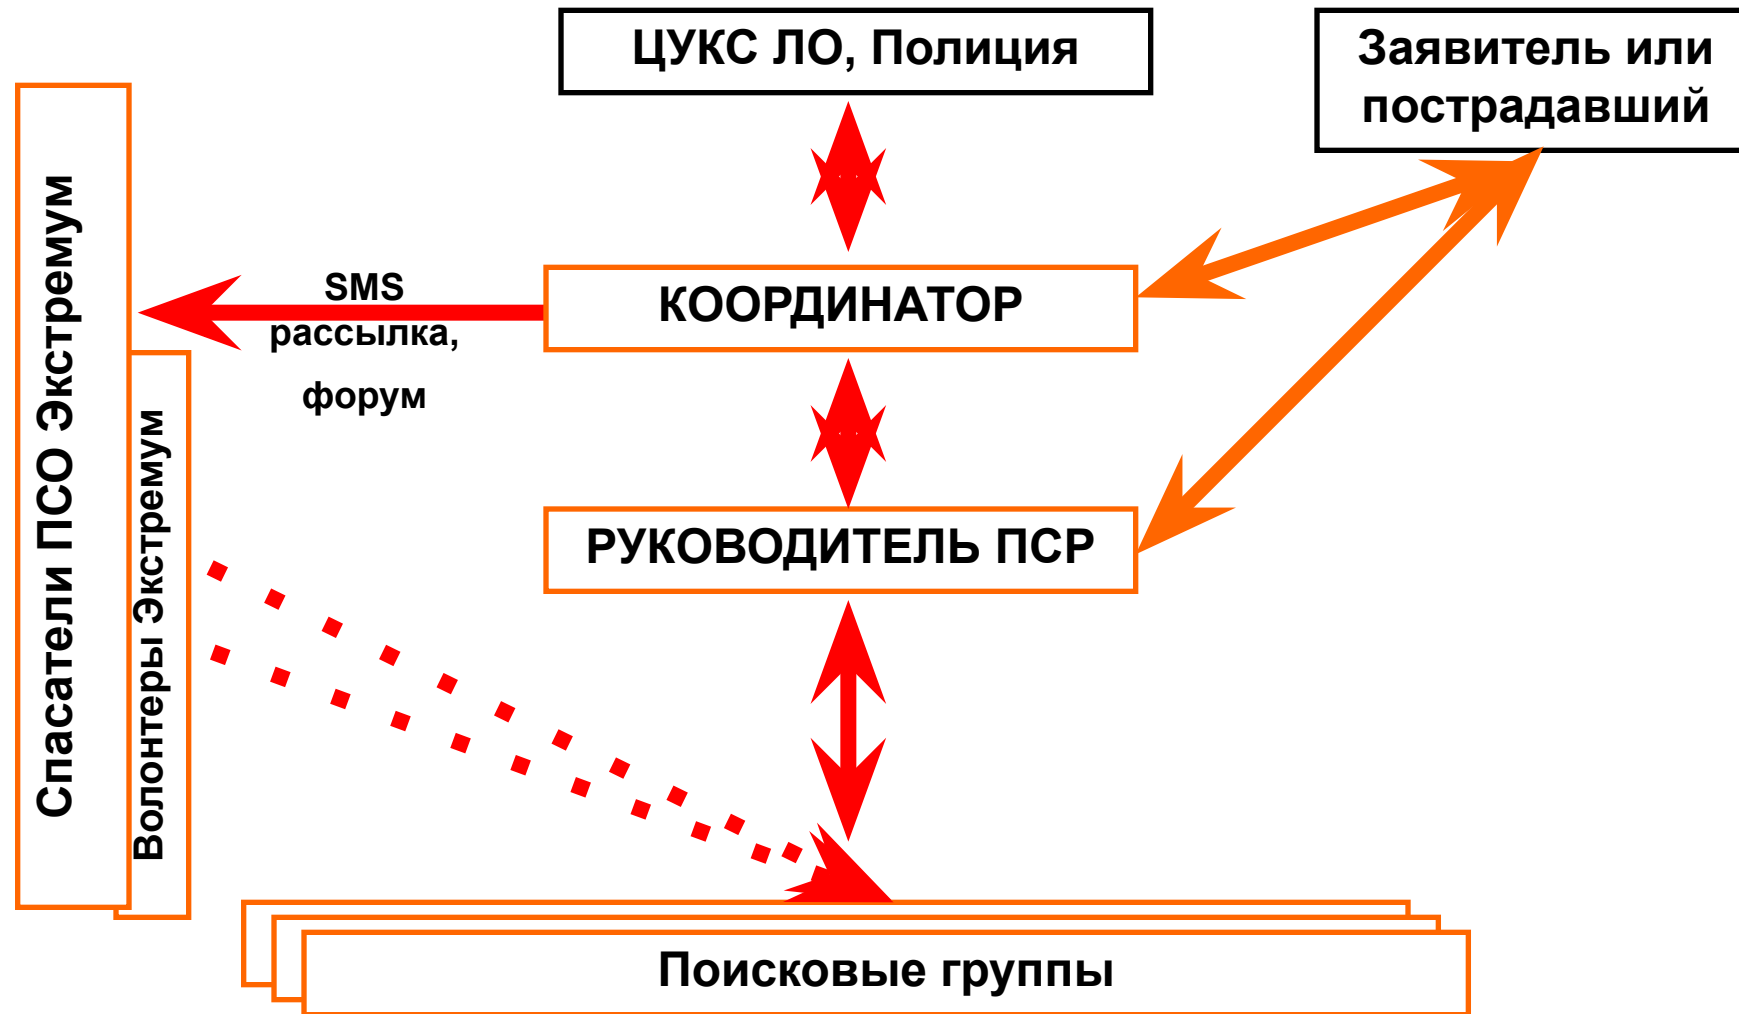 ЦУКС ЛО, Полиция
Заявитель или
пострадавший
SMS
рассылка,
форум
КООРДИНАТОР
РУКОВОДИТЕЛЬ ПСР
Спасатели ПСО Экстремум
Волонтеры Экстремум
Поисковые группы